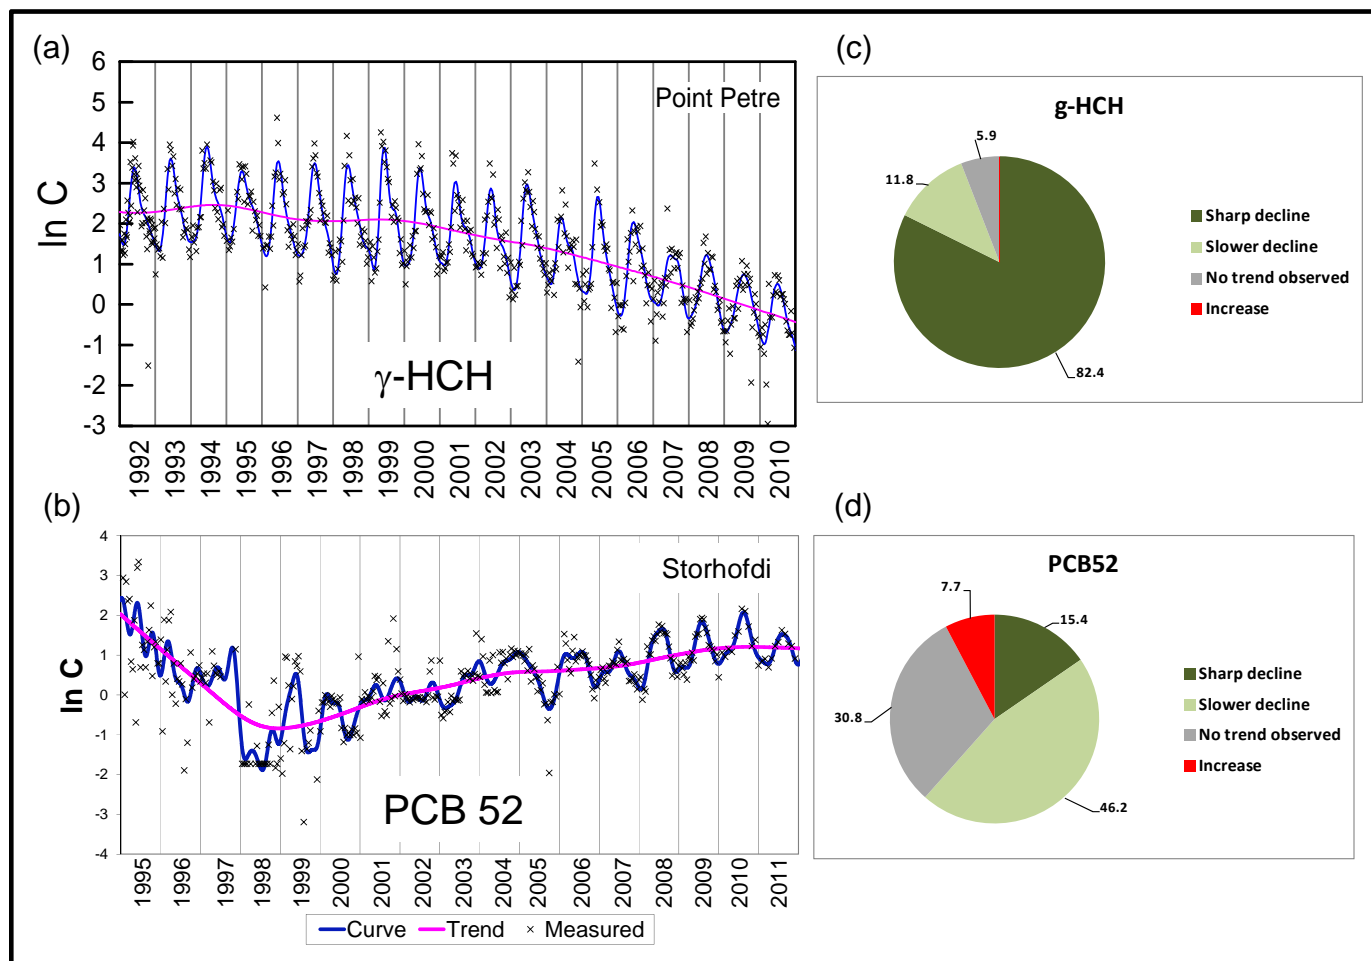 (a)
6
5
4
3
2
1
0
-1
-2
-3
ln C
Point Petre
γ-HCH
1992 1993 1994 1995 1996 1997 1998 1999 2000 2001 2002 2003 2004 2005 2006 2007 2008 2009 2010
(c)
g-HCH
5.9
11.8
82.4
Sharp decline
Slower decline
No trend observed
Increase
(b)
4
3
2
1
0
-1
-2
-3
-4
ln C
Storhofdi
PCB 52
1995 1996 1997 1998 1999 2000 2001 2002 2003 2004 2005 2006 2007 2008 2009 2010 2011
Curve Trend × Measured
(d)
PCB52
7.7
15.4
30.8
46.2
Sharp decline
Slower decline
No trend observed
Increase